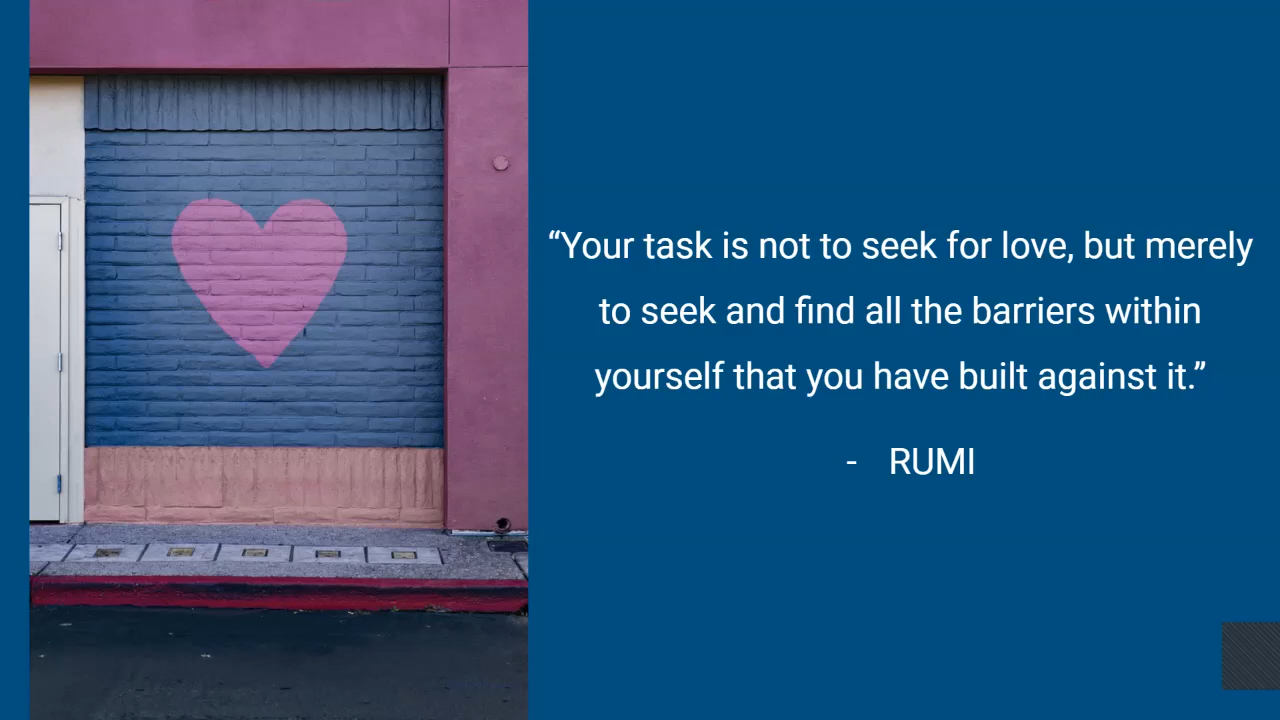 “Your task is not to seek for love, but merely
to seek and find all the barriers within
yourself that you have built against it.”
- RUMI